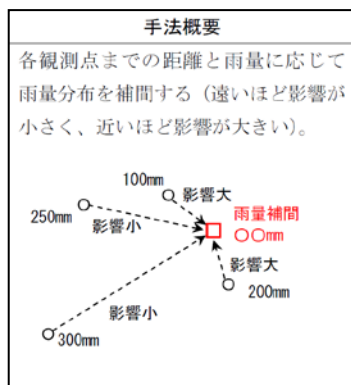 手法概要
各観測点までの距離と雨量に応じて
雨量分布を補間する（遠いほど影響が
小さく、近いほど影響が大きい）。
100mm
影響大
250mm
影響小
雨量補間
○○mm
影響大
200mm
影響小
300mm